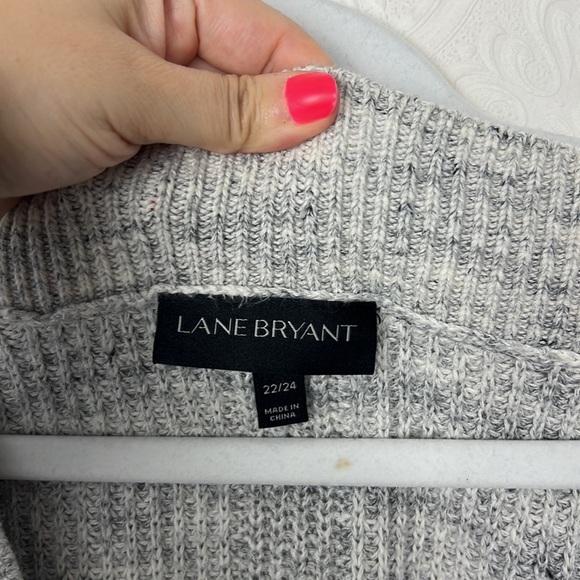 LANE BRYANT
22/24
MADE IN
CHINA